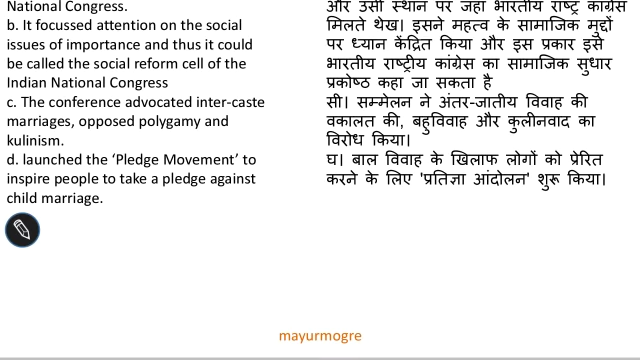 National Congress.
b. It focussed attention on the social
issues of importance and thus it could
be called the social reform cell of the
Indian National Congress
c. The conference advocated inter-caste
marriages, opposed polygamy and
kulinism.
d. launched the ‘Pledge Movement’ to
inspire people to take a pledge against
child marriage.
और उसी स्थान पर जहां भारतीय राष्ट्र कांग्रेस
मिलते थेख। इसने महत्व के सामाजिक मुद्दों
पर ध्यान केंद्रित किया और इस प्रकार इसे
भारतीय राष्ट्रीय कांग्रेस का सामाजिक सुधार
प्रकोष्ठ कहा जा सकता है
सी। सम्मेलन ने अंतर-जातीय विवाह की
वकालत की, बहुविवाह और कुलीनवाद का
विरोध किया।
घ। बाल विवाह के खिलाफ लोगों को प्रेरित
करने के लिए 'प्रतिज्ञा आंदोलन' शुरू किया।
mayurmogre